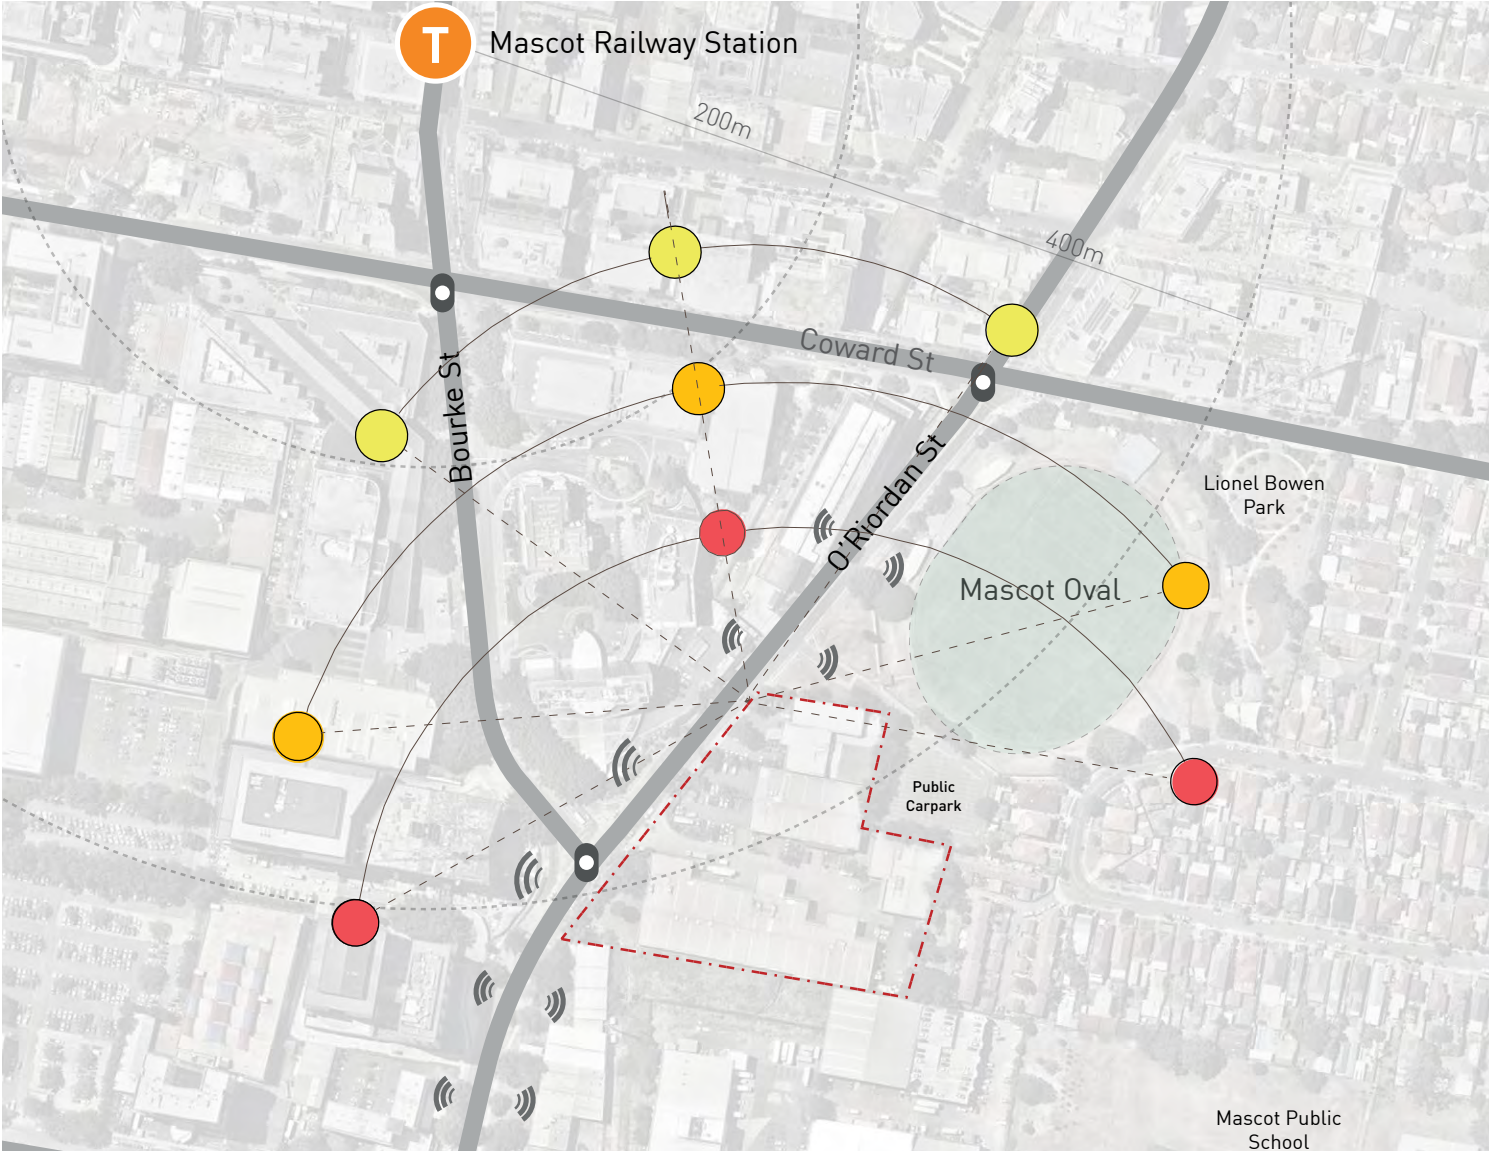 T
Mascot Railway Station
200m
400m
Coward St
Bourke St
O'Riordan St
Lionel Bowen
Park
Mascot Oval
Public
Carpark
Mascot Public
School